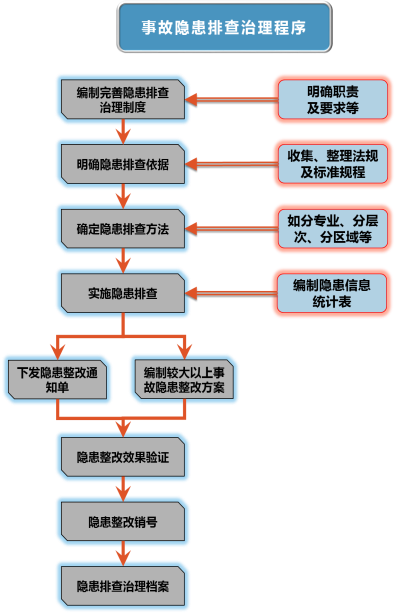 事故隐患排查治理程序
编制完善隐患排查
治理制度
明确职责
及要求等
明确隐患排查依据
收集、整理法规
及标准规程
确定隐患排查方法
如分专业、分层
次、分区域等
实施隐患排查
编制隐患信息
统计表
下发隐患整改通
知单
编制较大以上事
故隐患整改方案
隐患整改效果验证
隐患整改销号
隐患排查治理档案